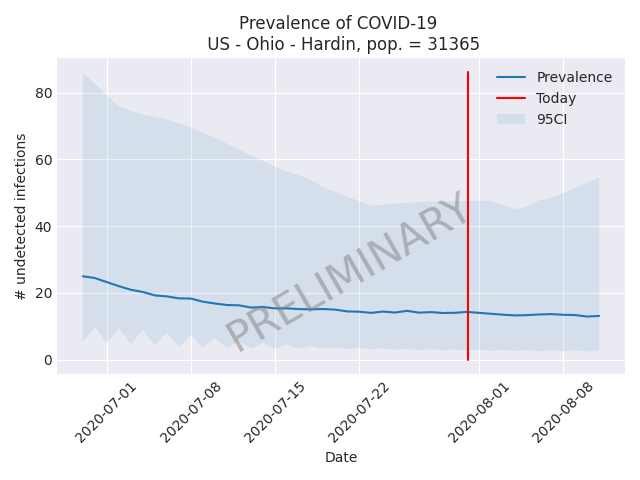 Prevalence of COVID-19
US - Ohio - Hardin, pop. = 31365
# undetected infections
80
60
40
20
0
Prevalence
Today
95CI
PRELIMINARY
2020-07-01
2020-07-08
2020-07-15
2020-07-22
2020-08-01
2020-08-08
Date